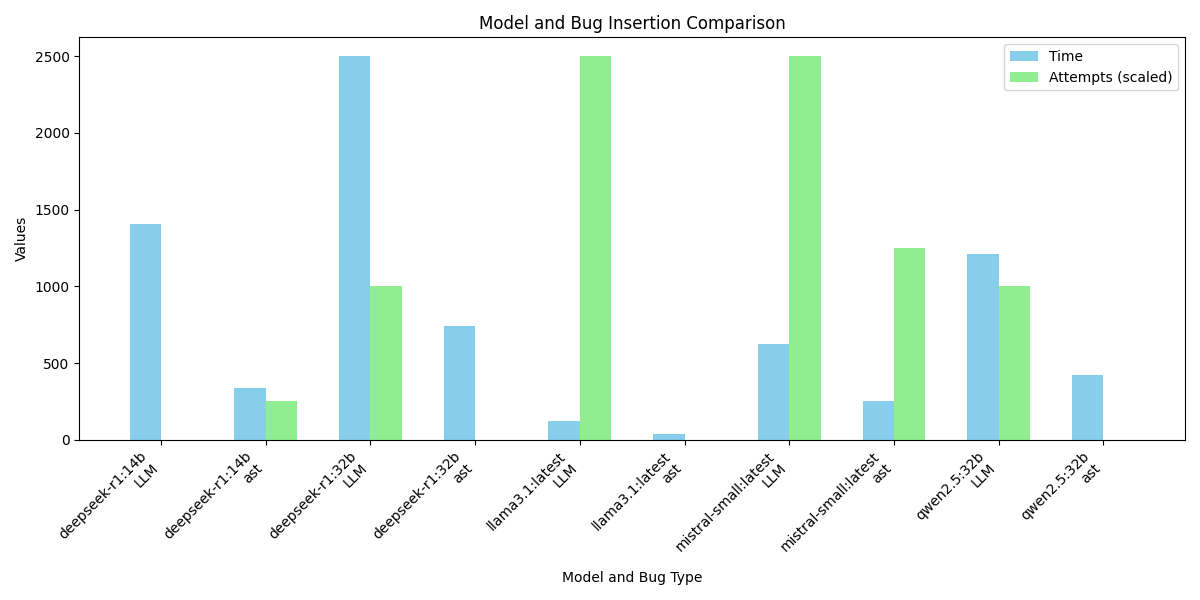 Model and Bug Insertion Comparison
Time
Attempts (scaled)
Values
2500
2000
1500
1000
500
0
deepseek-r1:14b
LLM
deepseek-r1:14b
ast
deepseek-r1:32b
LLM
deepseek-r1:32b
ast
llama3.1:latest
LLM
llama3.1:latest
ast
mistral-small:latest
LLM
mistral-small:latest
ast
qwen2.5:32b
LLM
qwen2.5:32b
ast
Model and Bug Type